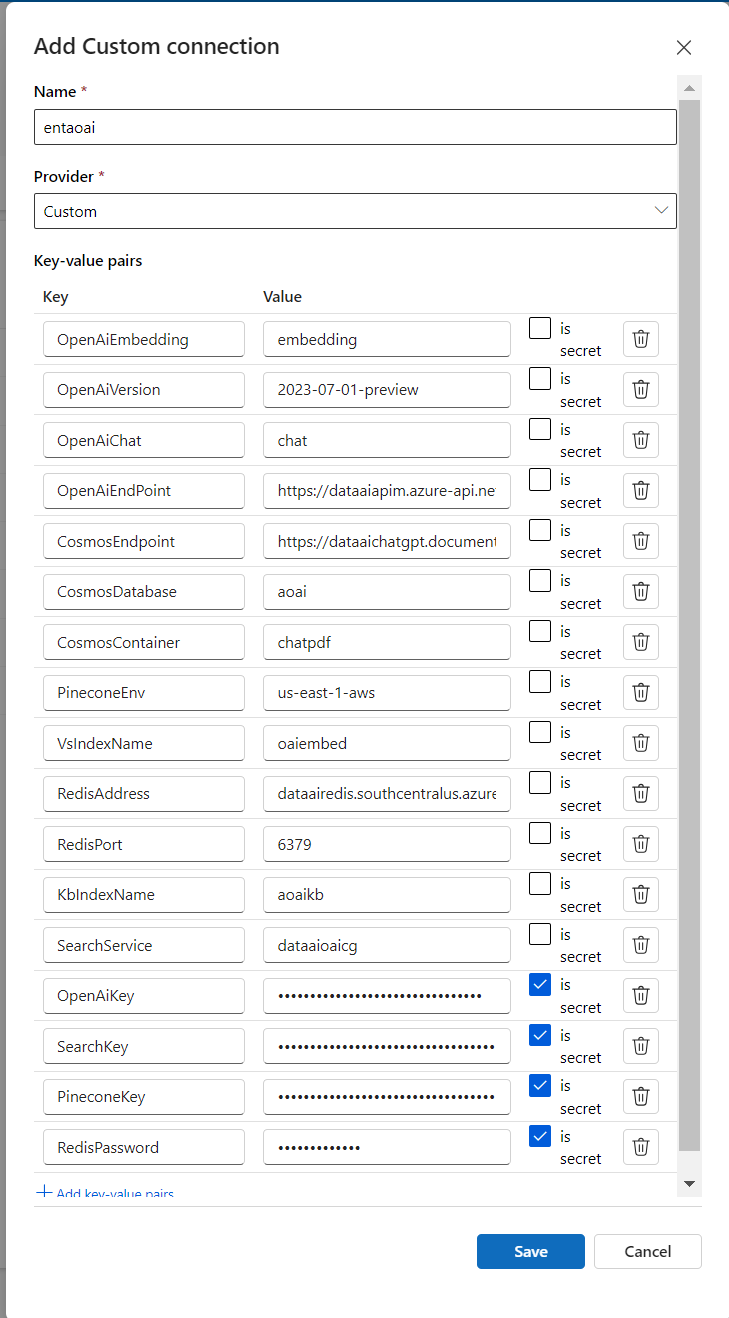 Add Custom connection
Name *
entaoai
Provider *
Custom
Key-value pairs
Key Value
OpenAiEmbedding embedding is secret
OpenAiVersion 2023-07-01-preview is secret
OpenAiChat chat is secret
OpenAiEndPoint https://dataaiapim.azure-api.ne is secret
CosmosEndpoint https://dataaichatgpt.document is secret
CosmosDatabase aoai is secret
CosmosContainer chatpdf is secret
PineconeEnv us-east-1-aws is secret
VsIndexName oaiembed is secret
RedisAddress dataairedis.southcentralus.azure is secret
RedisPort 6379 is secret
KbIndexName aoaikb is secret
SearchService dataaioaicg is secret
OpenAiKey •••••••••••••••••••••••••••••••• is secret
SearchKey •••••••••••••••••••••••••••••••••• is secret
PineconeKey •••••••••••••••••••••••••••••••••• is secret
RedisPassword ••••••••••••• is secret
Add key-value pairs
Save Cancel